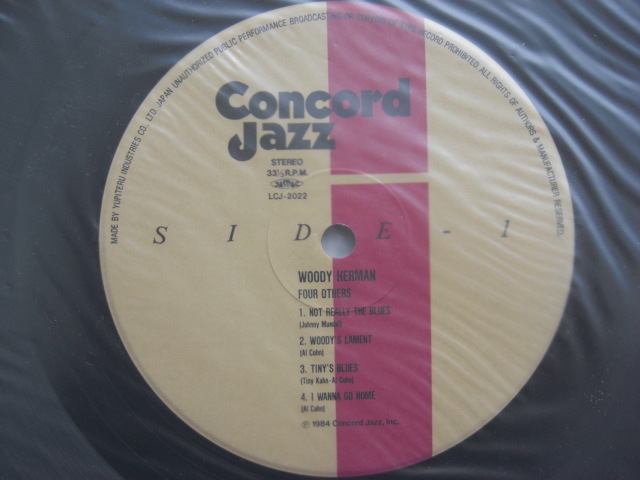 MADE BY YUPITERU INDUSTRIES CO., LTD. JAPAN UNAUTHORIZED PUBLIC PERFORMANCE BROADCASTING OR COPYING OF THIS RECORD PROHIBITED. ALL RIGHTS OF AUTHORS & MANUFACTURER RESERVED.
Concord
Jazz
STEREO
33⅓ R.P.M.
LCJ-2022
SIDE-1
WOODY HERMAN
FOUR OTHERS
1. NOT REALLY THE BLUES
(Johnny Mandel)
2. WOODY'S LAMENT
(Al Cohn)
3. TINY'S BLUES
(Tiny Kahn-Al Cohn)
4. I WANNA GO HOME
(Al Cohn)
℗ 1984 Concord Jazz, Inc.